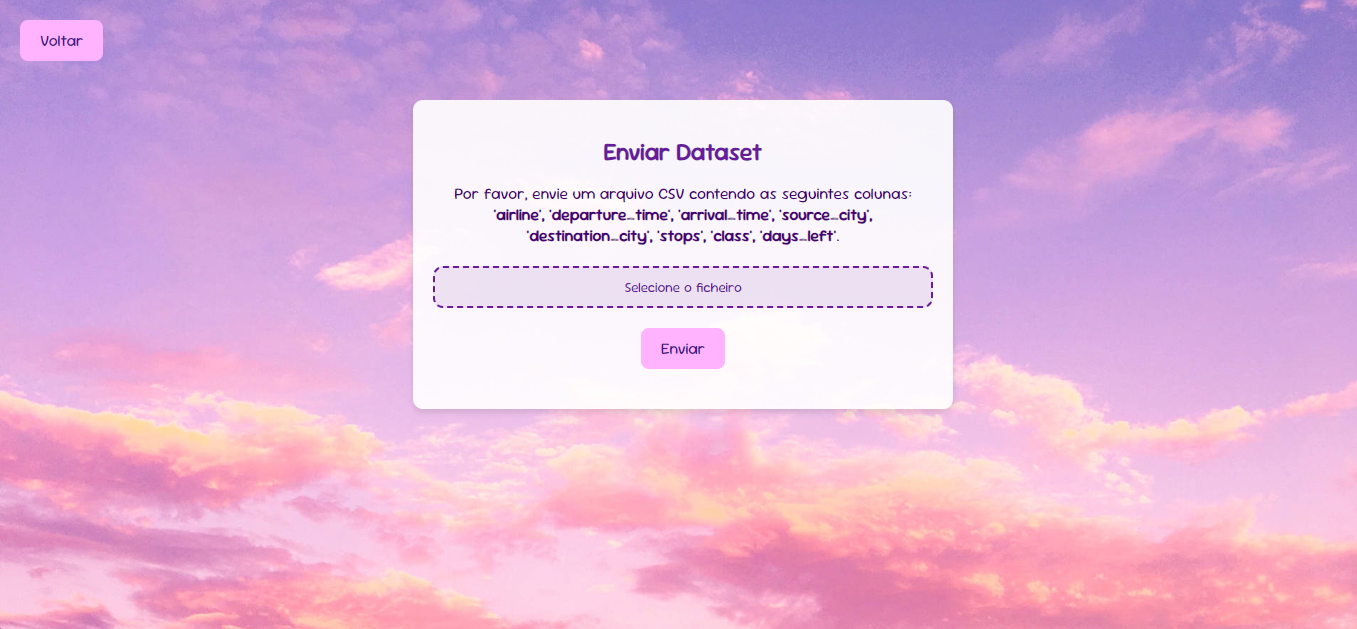 Voltar
Enviar Dataset
Por favor, envie um arquivo CSV contendo as seguintes colunas:
'airline', 'departure_time', 'arrival_time', 'source_city',
'destination_city', 'stops', 'class', 'days_left'.
Selecione o ficheiro
Enviar